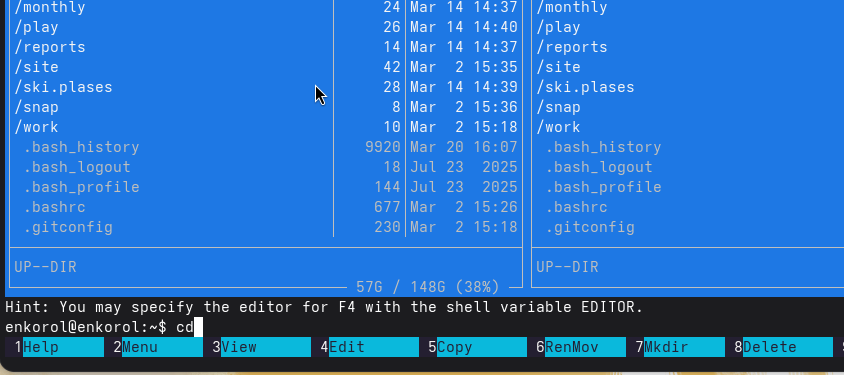 /monthly 24 Mar 14 14:37 /monthly
/play 26 Mar 14 14:40 /play
/reports 14 Mar 14 14:37 /reports
/site 42 Mar  2 15:35 /site
/ski.plases 28 Mar 14 14:39 /ski.plases
/snap 8 Mar  2 15:36 /snap
/work 10 Mar  2 15:18 /work
.bash_history 9920 Mar 20 16:07 .bash_history
.bash_logout 18 Jul 23  2025 .bash_logout
.bash_profile 144 Jul 23  2025 .bash_profile
.bashrc 677 Mar  2 15:26 .bashrc
.gitconfig 230 Mar  2 15:18 .gitconfig
UP--DIR UP--DIR
57G / 148G (38%)
Hint: You may specify the editor for F4 with the shell variable EDITOR.
enkorol@enkorol:~$ cd
1Help 2Menu 3View 4Edit 5Copy 6RenMov 7Mkdir 8Delete